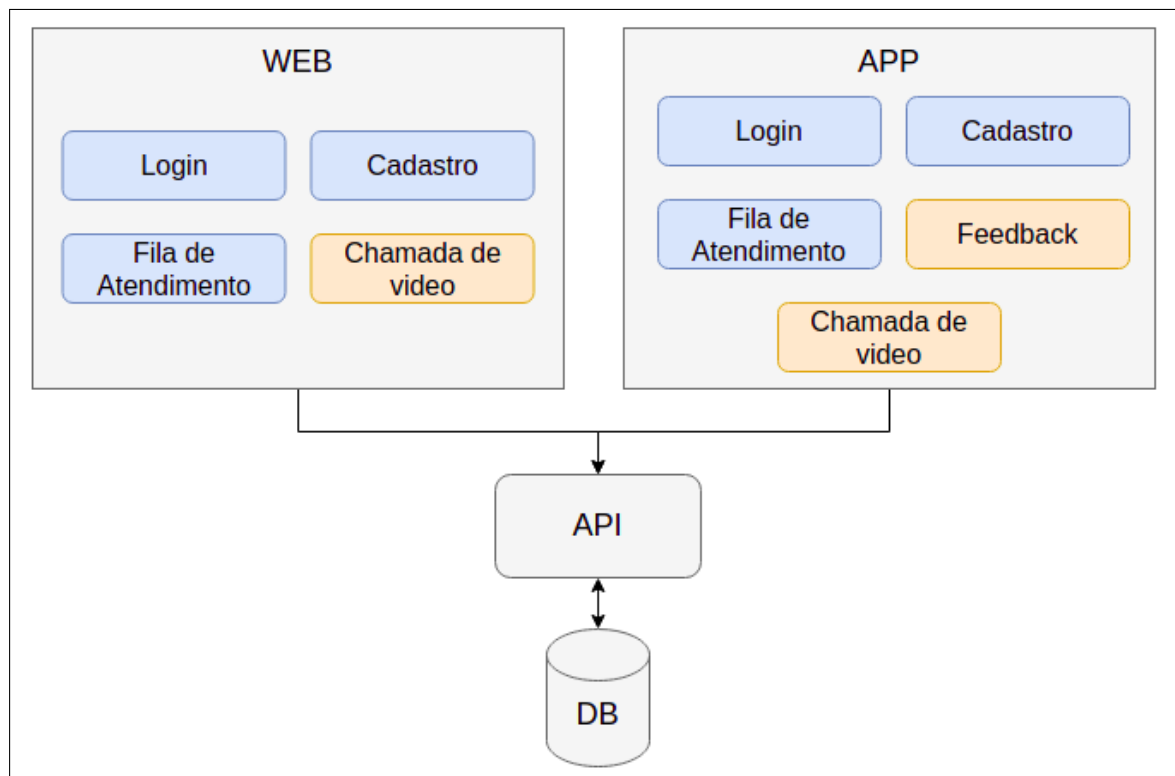 WEB
Login
Cadastro
Fila de
Atendimento
Chamada de
video
APP
Login
Cadastro
Fila de
Atendimento
Feedback
Chamada de
video
API
DB